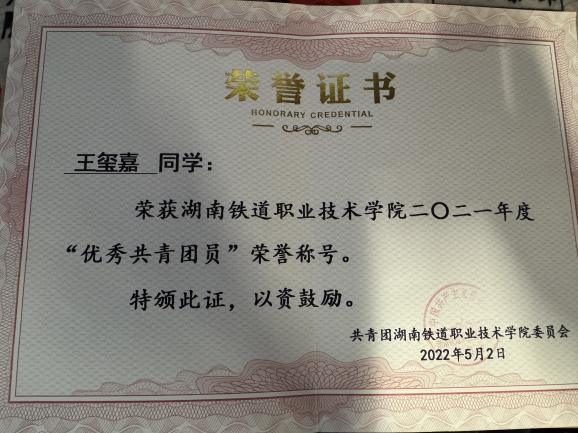 荣誉证书
HONORARY CREDENTIAL
王玺嘉 同学：
荣获湖南铁道职业技术学院二〇二一年度
“优秀共青团员”荣誉称号。
特颁此证，以资鼓励。
共青团湖南铁道职业技术学院委员会
2022年5月2日